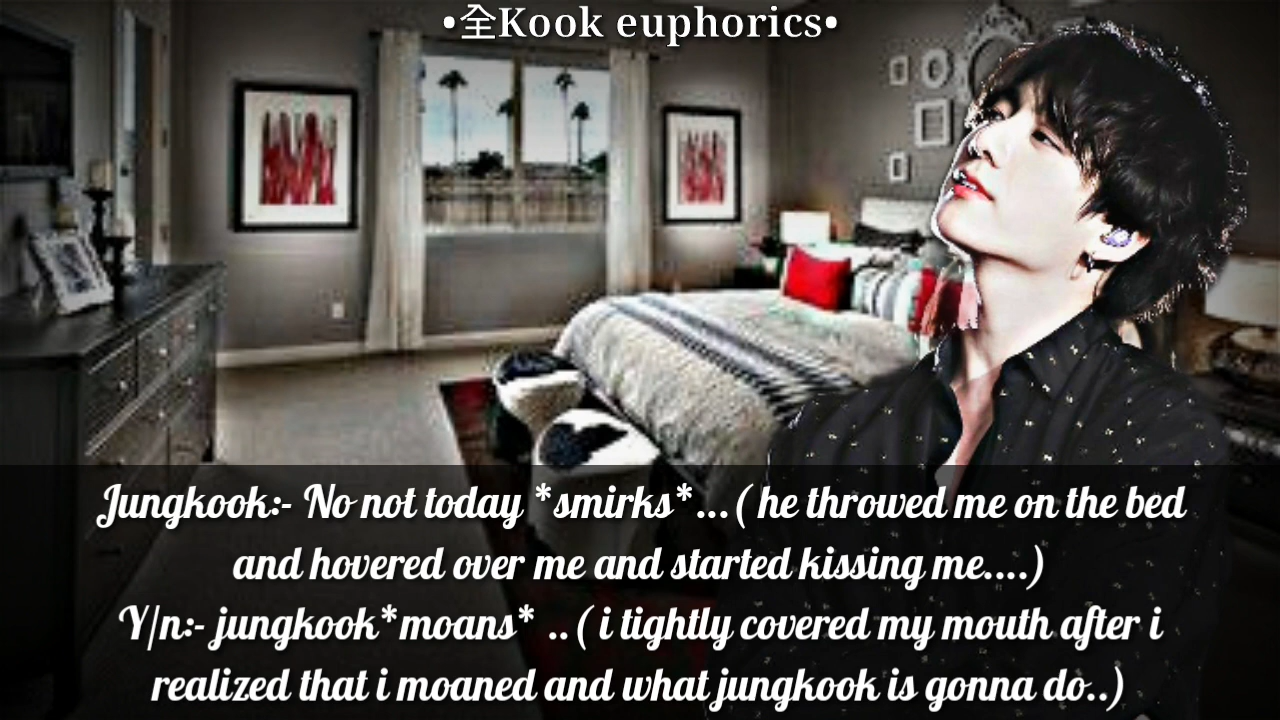 •全Kook euphorics•
Jungkook:- No not today *smirks*...( he throwed me on the bed
and hovered over me and started kissing me....)
Y/n:- jungkook*moans* ..( i tightly covered my mouth after i
realized that i moaned and what jungkook is gonna do..)